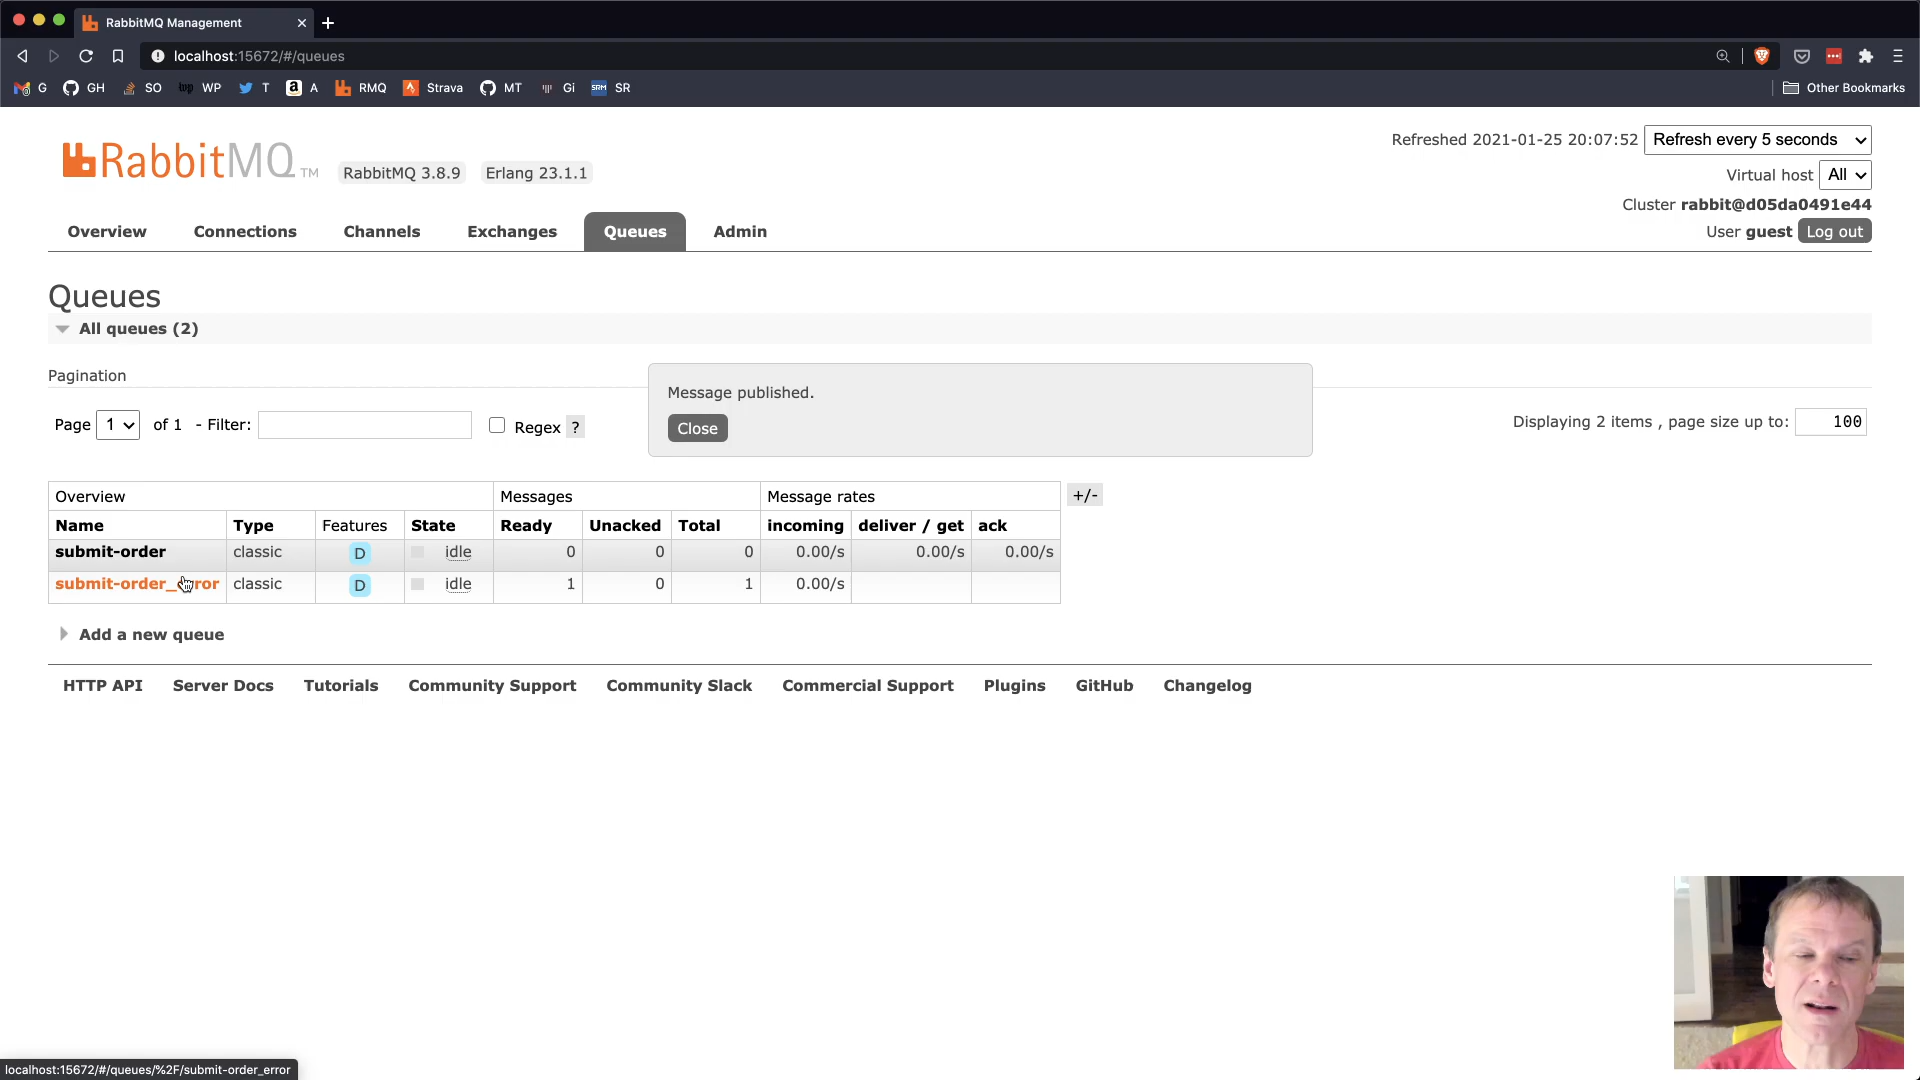 RabbitMQ Management
localhost:15672/#/queues
G GH SO WP T A RMQ Strava MT Gi SR Other Bookmarks
RabbitMQ TM RabbitMQ 3.8.9 Erlang 23.1.1
Refreshed 2021-01-25 20:07:52 Refresh every 5 seconds
Virtual host All
Cluster rabbit@d05da0491e44
User guest Log out
Overview Connections Channels Exchanges Queues Admin
Queues
All queues (2)
Pagination
Message published.
Close
Page 1 of 1 - Filter: Regex ? Displaying 2 items , page size up to: 100
Overview Messages Message rates +/-
Name Type Features State Ready Unacked Total incoming deliver / get ack
submit-order classic D idle 0 0 0 0.00/s 0.00/s 0.00/s
submit-order_error classic D idle 1 0 1 0.00/s
Add a new queue
HTTP API Server Docs Tutorials Community Support Community Slack Commercial Support Plugins GitHub Changelog
localhost:15672/#/queues/%2F/submit-order_error